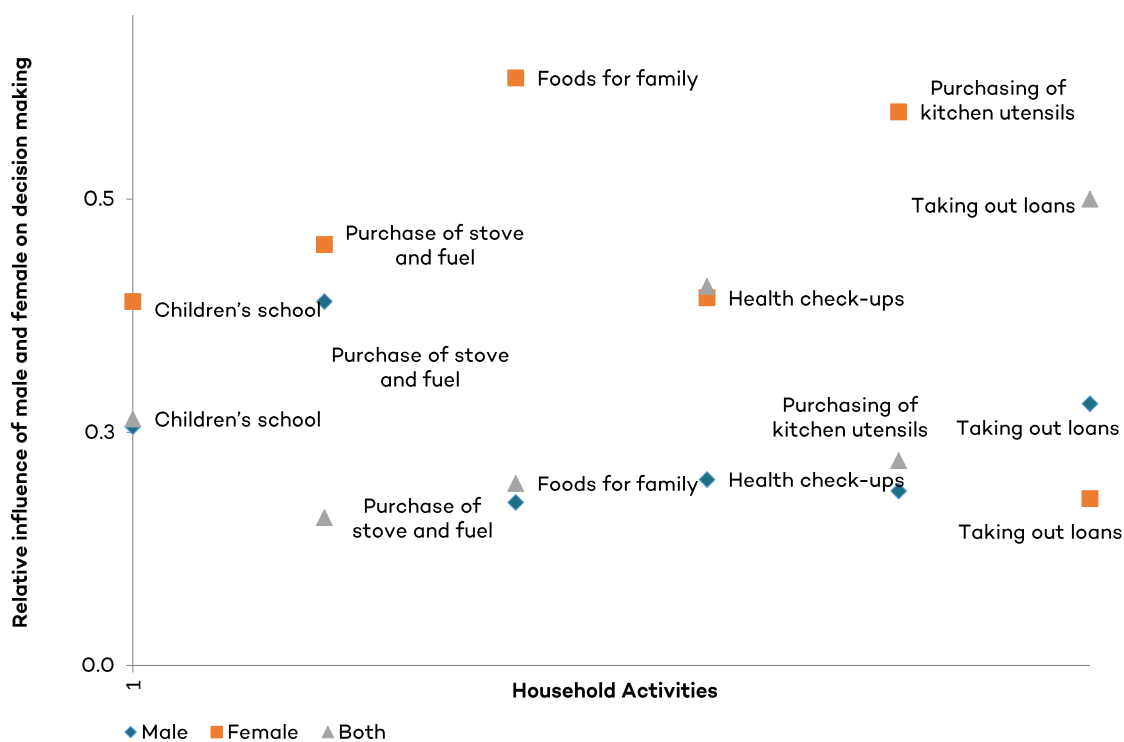 Relative influence of male and female on decision making
Foods for family
Purchasing of
kitchen utensils
0.5
Taking out loans
Purchase of stove
and fuel
Children's school
Health check-ups
Purchase of stove
and fuel
Children's school
0.3
Purchasing of
kitchen utensils
Taking out loans
Foods for family
Health check-ups
Purchase of
stove and fuel
Taking out loans
0.0
1
Household Activities
Male
Female
Both